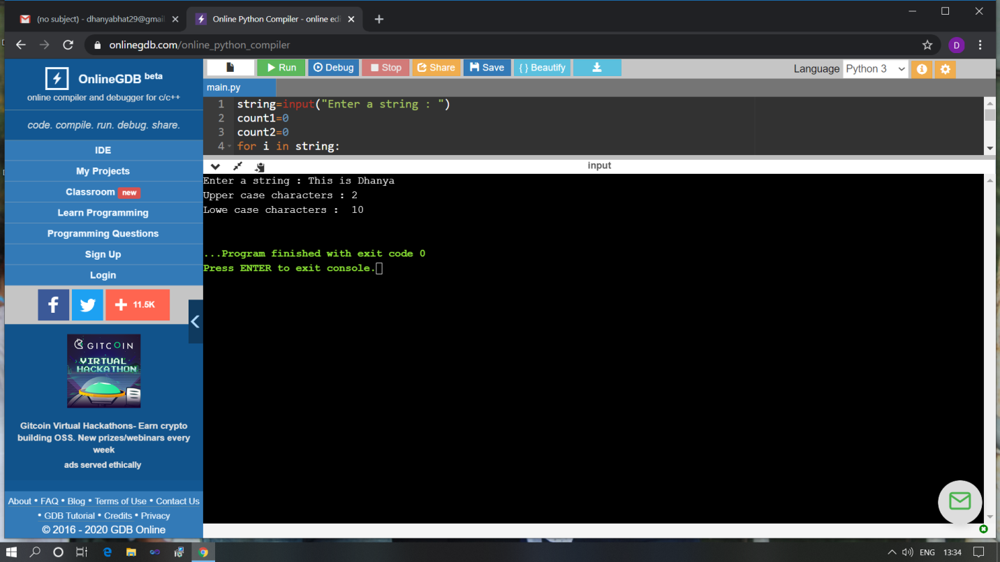 (no subject) - dhanyabhat29@gmail
Online Python Compiler - online edi
onlinegdb.com/online_python_compiler
D
OnlineGDB beta
online compiler and debugger for c/c++
code. compile. run. debug. share.
IDE
My Projects
Classroom new
Learn Programming
Programming Questions
Sign Up
Login
f
+ 11.5K
GITCOIN
VIRTUAL
HACKATHON
Gitcoin Virtual Hackathons- Earn crypto
building OSS. New prizes/webinars every
week
ads served ethically
About • FAQ • Blog • Terms of Use • Contact Us
• GDB Tutorial • Credits • Privacy
© 2016 - 2020 GDB Online
Run Debug Stop Share Save { } Beautify Language Python 3
main.py
1 string=input("Enter a string : ")
2 count1=0
3 count2=0
4 for i in string:
input
Enter a string : This is Dhanya
Upper case characters : 2
Lowe case characters :  10
...Program finished with exit code 0
Press ENTER to exit console.
ENG 13:34